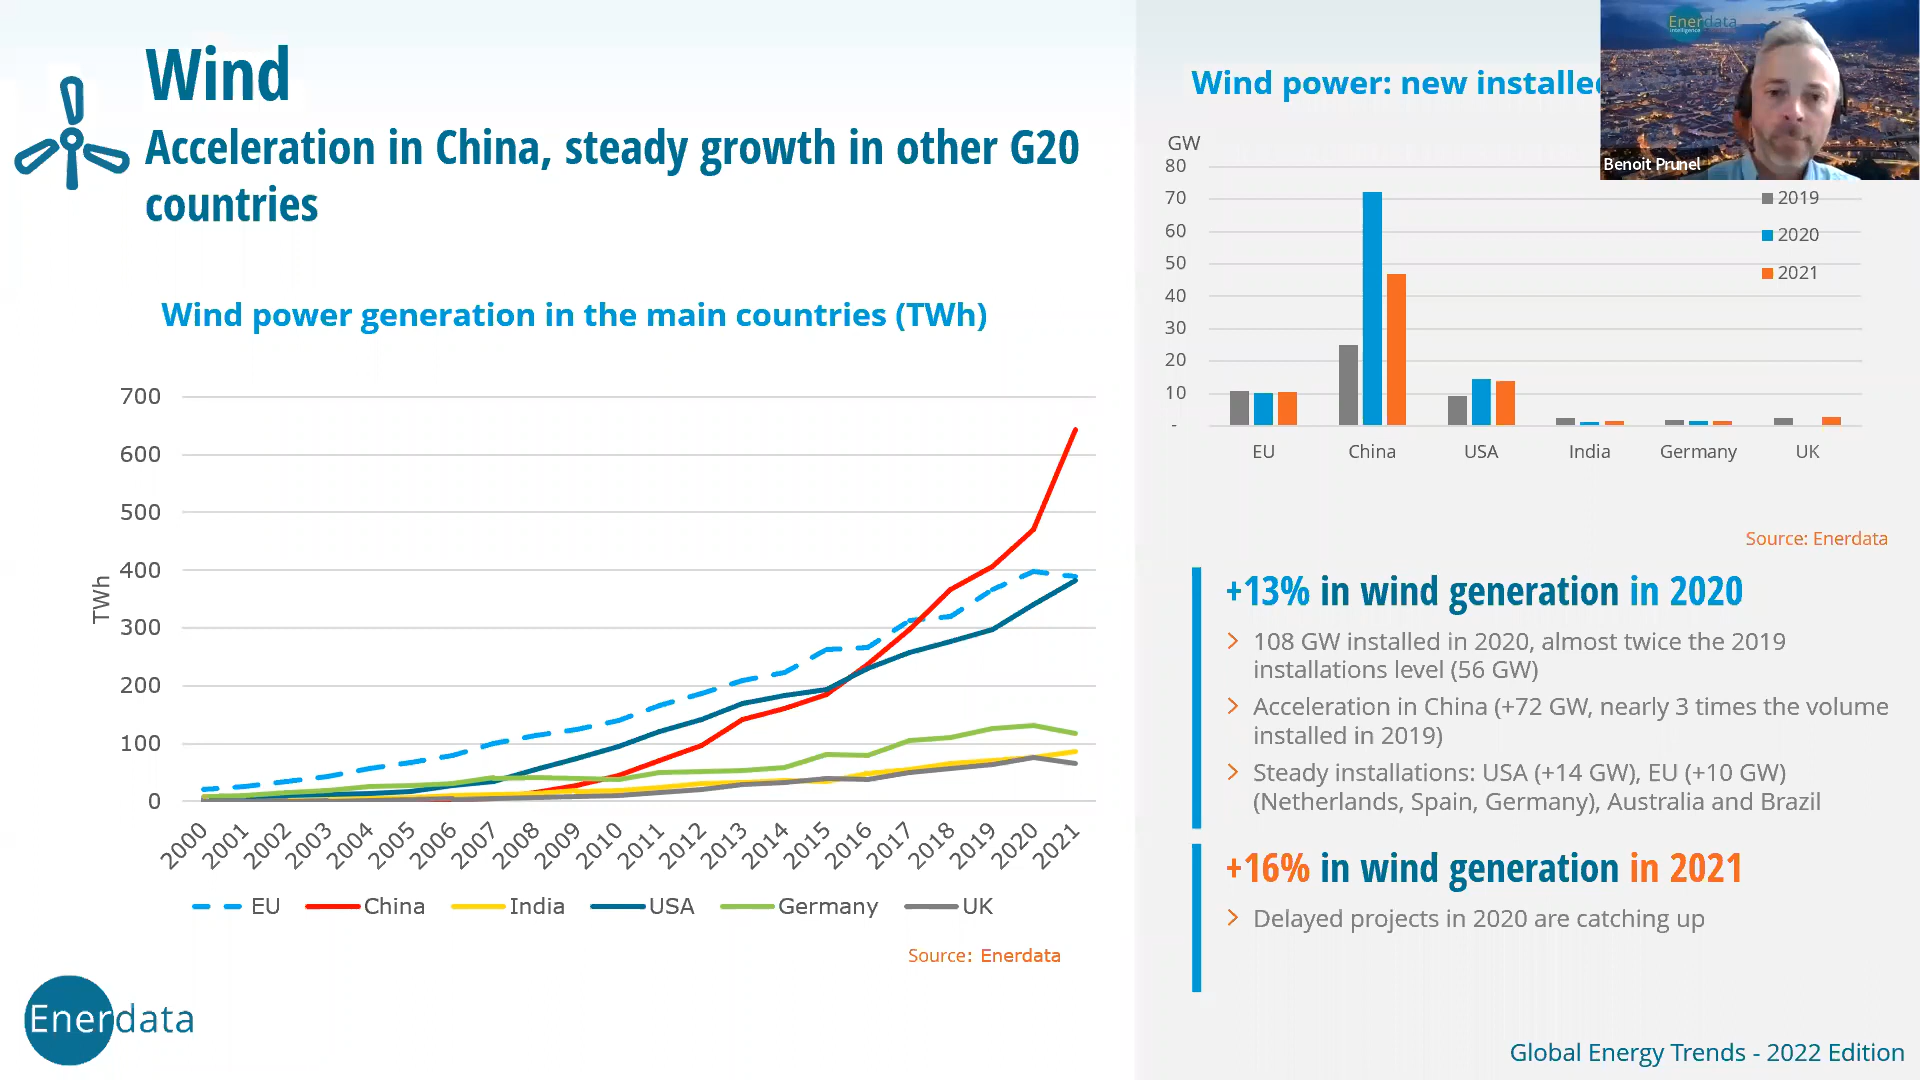 Wind
Acceleration in China, steady growth in other G20
countries
Wind power generation in the main countries (TWh)
TWh
700
600
500
400
300
200
100
0
2000 2001 2002 2003 2004 2005 2006 2007 2008 2009 2010 2011 2012 2013 2014 2015 2016 2017 2018 2019 2020 2021
EU China India USA Germany UK
Source: Enerdata
Enerdata
Wind power: new installed
Enerdata
Benoit Prunel
GW
80
70
60
50
40
30
20
10
-
2019
2020
2021
EU China USA India Germany UK
Source: Enerdata
+13% in wind generation in 2020
108 GW installed in 2020, almost twice the 2019
installations level (56 GW)
Acceleration in China (+72 GW, nearly 3 times the volume
installed in 2019)
Steady installations: USA (+14 GW), EU (+10 GW)
(Netherlands, Spain, Germany), Australia and Brazil
+16% in wind generation in 2021
Delayed projects in 2020 are catching up
Global Energy Trends - 2022 Edition